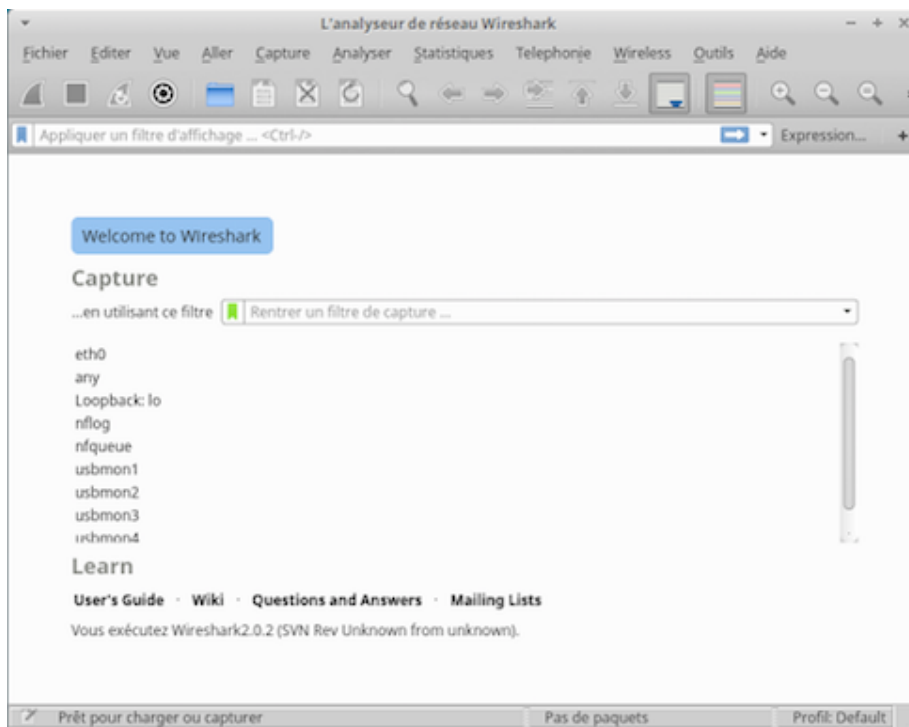 L'analyseur de réseau Wireshark
Fichier Editer Vue Aller Capture Analyser Statistiques Telephonie Wireless Outils Aide
Appliquer un filtre d'affichage ... <Ctrl-/> Expression... +
Welcome to Wireshark
Capture
...en utilisant ce filtre Rentrer un filtre de capture ...
eth0
any
Loopback: lo
nflog
nfqueue
usbmon1
usbmon2
usbmon3
usbmon4
Learn
User's Guide · Wiki · Questions and Answers · Mailing Lists
Vous exécutez Wireshark2.0.2 (SVN Rev Unknown from unknown).
Prêt pour charger ou capturer Pas de paquets Profil: Default